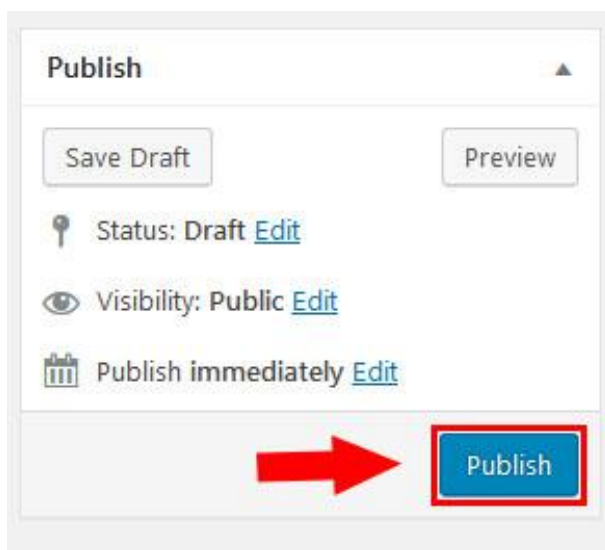 Publish
Save Draft Preview
Status: Draft Edit
Visibility: Public Edit
Publish immediately Edit
Publish